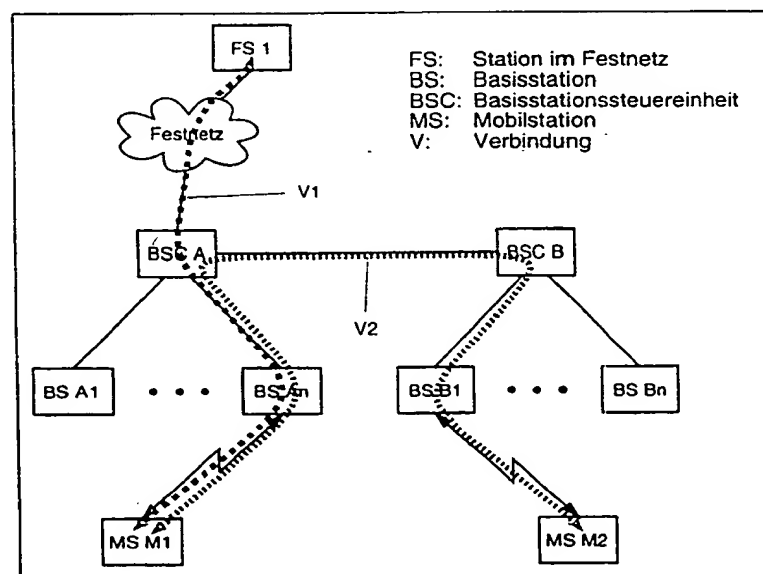 FS 1
FS: Station im Festnetz
BS: Basisstation
BSC: Basisstationssteuereinheit
MS: Mobilstation
V: Verbindung
Festnetz
V1
BSC A
BSC B
V2
BS A1
BS An
BS B1
BS Bn
MS M1
MS M2